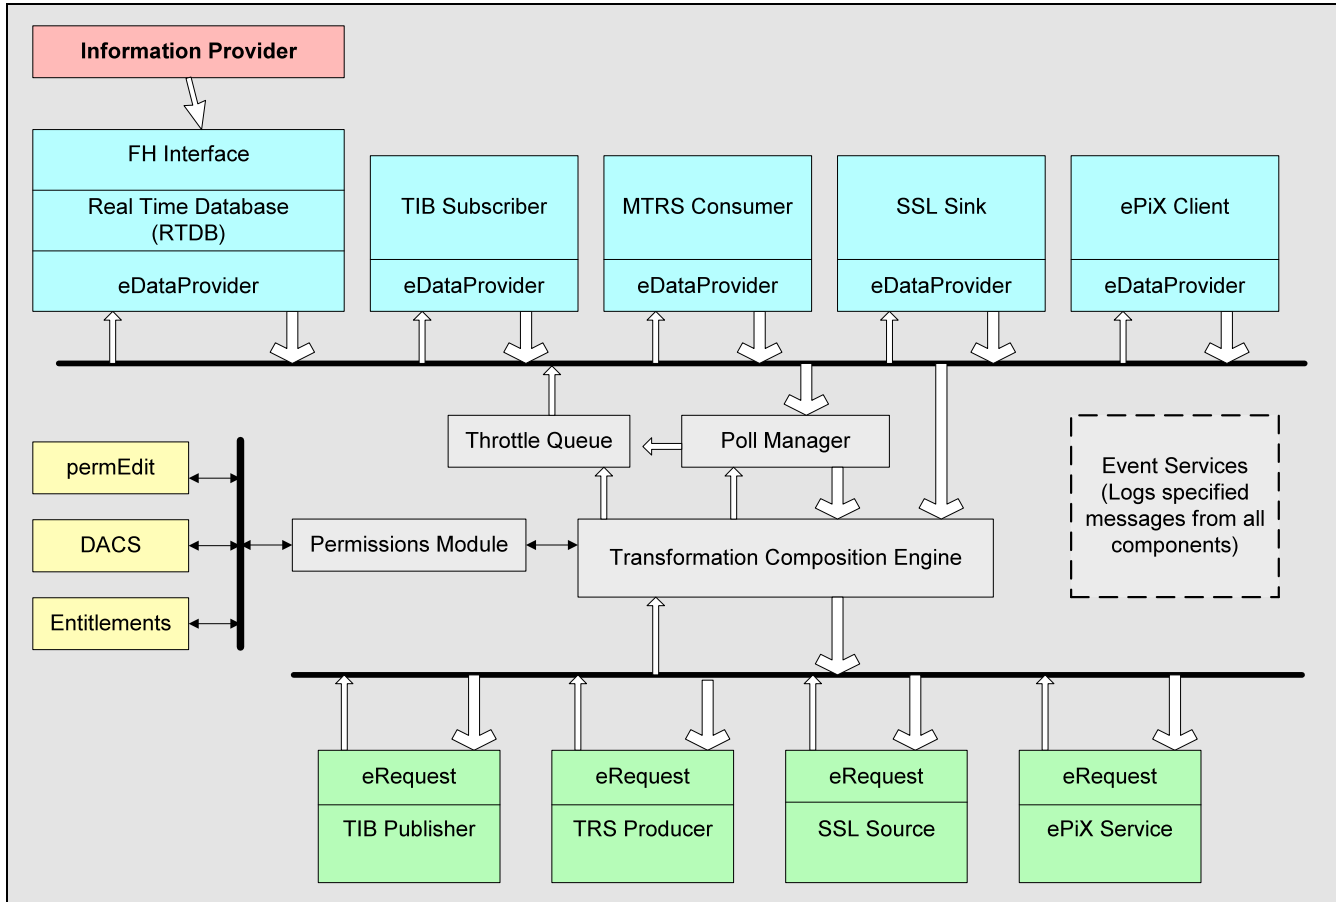 Information Provider
FH Interface
Real Time Database
(RTDB)
eDataProvider
TIB Subscriber
eDataProvider
MTRS Consumer
eDataProvider
SSL Sink
eDataProvider
ePiX Client
eDataProvider
Throttle Queue
Poll Manager
Event Services
(Logs specified
messages from all
components)
permEdit
DACS
Entitlements
Permissions Module
Transformation Composition Engine
eRequest
TIB Publisher
eRequest
TRS Producer
eRequest
SSL Source
eRequest
ePiX Service